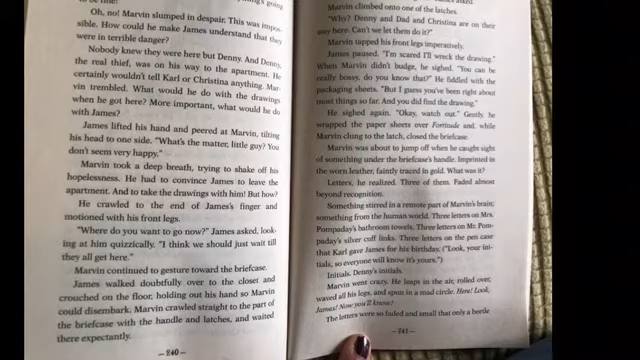 to be fine!"
Oh, no! Marvin slumped in despair. This was impos-
sible. How could he make James understand that they
were in terrible danger?
Nobody knew they were here but Denny. And Denny,
the real thief, was on his way to the apartment. He
certainly wouldn't tell Karl or Christina anything. Mar-
vin trembled. What would he do with the drawings
when he got here? More important, what would he do
with James?
James lifted his hand and peered at Marvin, tilting
his head to one side. "What's the matter, little guy? You
don't seem very happy."
Marvin took a deep breath, trying to shake off his
hopelessness. He had to convince James to leave the
apartment. And to take the drawings with him! But how?
He crawled to the end of James's finger and
motioned with his front legs.
"Where do you want to go now?" James asked, look-
ing at him quizzically. "I think we should just wait till
they all get here."
Marvin continued to gesture toward the briefcase.
James walked doubtfully over to the closet and
crouched on the floor, holding out his hand so Marvin
could disembark. Marvin crawled straight to the part of
the briefcase with the handle and latches, and waited
there expectantly.
– 240 –
James asked.
Marvin climbed onto one of the latches.
"Why? Denny and Dad and Christina are on their
way here. Can't we let them do it?"
Marvin tapped his front legs imperatively.
James paused. "I'm scared I'll wreck the drawing."
When Marvin didn't budge, he sighed. "You can be
really bossy, do you know that?" He fiddled with the
packaging sheets. "But I guess you've been right about
most things so far. And you did find the drawing."
He sighed again. "Okay, watch out." Gently he
wrapped the paper sheets over Fortitude and, while
Marvin clung to the latch, closed the briefcase.
Marvin was about to jump off when he caught sight
of something under the briefcase's handle. Imprinted in
the worn leather, faintly traced in gold. What was it?
Letters, he realized. Three of them. Faded almost
beyond recognition.
Something stirred in a remote part of Marvin's brain;
something from the human world. Three letters on Mrs.
Pompaday's bathroom towels. Three letters on Mr. Pom-
paday's silver cuff links. Three letters on the pen case
that Karl gave James for his birthday. ("Look, your ini-
tials, so everyone will know it's yours.")
Initials. Denny's initials.
Marvin went crazy. He leaps in the air, rolled over,
waved all his legs, and spun in a mad circle. Here! Look,
James! Now you'll know!
The letters were so faded and small that only a beetle
– 241 –